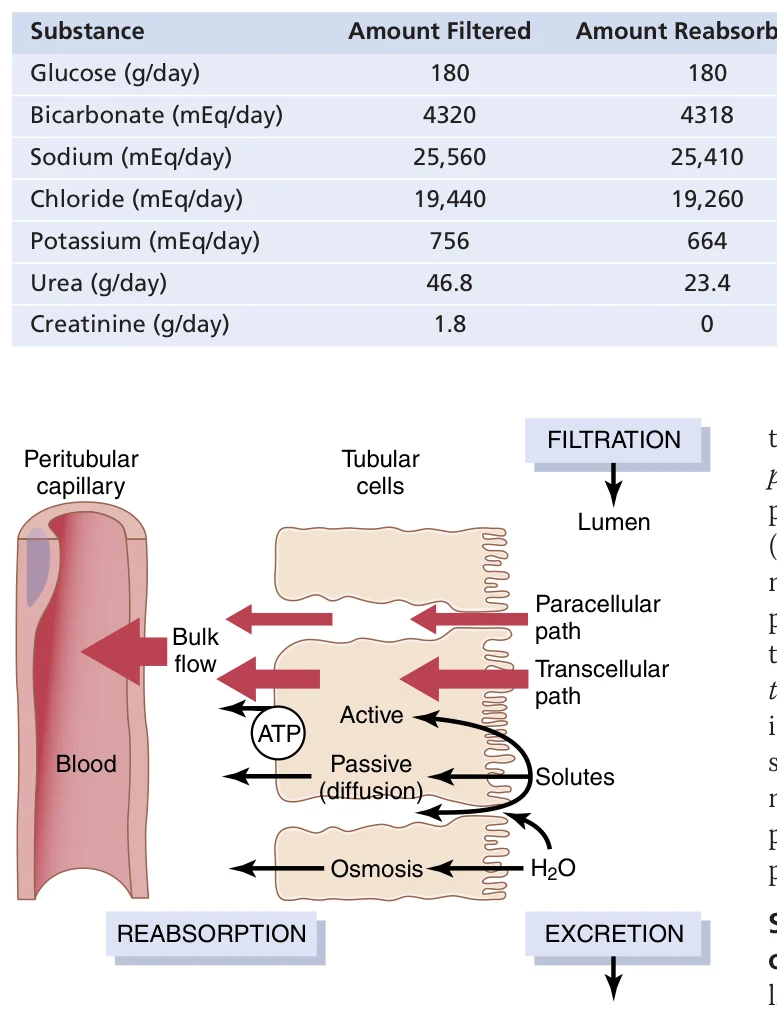 Substance Amount Filtered Amount Reabsorb
Glucose (g/day) 180 180
Bicarbonate (mEq/day) 4320 4318
Sodium (mEq/day) 25,560 25,410
Chloride (mEq/day) 19,440 19,260
Potassium (mEq/day) 756 664
Urea (g/day) 46.8 23.4
Creatinine (g/day) 1.8 0
FILTRATION
Peritubular
capillary
Tubular
cells
Lumen
Paracellular
path
Bulk
flow
Transcellular
path
Active
ATP
Blood
Passive
(diffusion)
Solutes
Osmosis
H₂O
REABSORPTION
EXCRETION